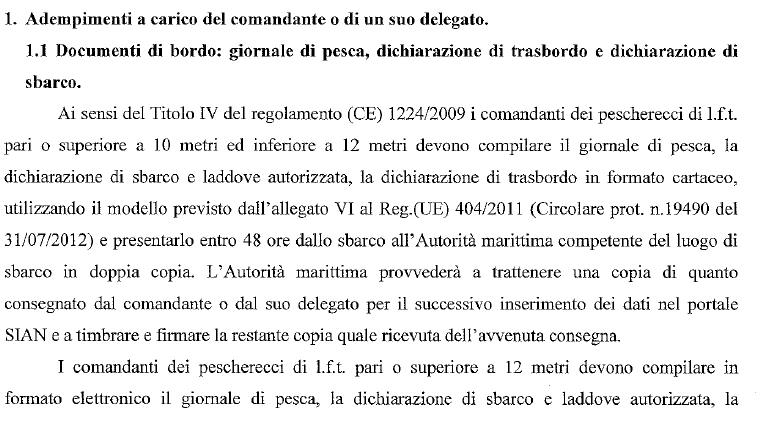 1. Adempimenti a carico del comandante o di un suo delegato.
1.1 Documenti di bordo: giornale di pesca, dichiarazione di trasbordo e dichiarazione di
sbarco.
Ai sensi del Titolo IV del regolamento (CE) 1224/2009 i comandanti dei pescherecci di l.f.t.
pari o superiore a 10 metri ed inferiore a 12 metri devono compilare il giornale di pesca, la
dichiarazione di sbarco e laddove autorizzata, la dichiarazione di trasbordo in formato cartaceo,
utilizzando il modello previsto dall'allegato VI al Reg.(UE) 404/2011 (Circolare prot. n.19490 del
31/07/2012) e presentarlo entro 48 ore dallo sbarco all'Autorità marittima competente del luogo di
sbarco in doppia copia. L'Autorità marittima provvederà a trattenere una copia di quanto
consegnato dal comandante o dal suo delegato per il successivo inserimento dei dati nel portale
SIAN e a timbrare e firmare la restante copia quale ricevuta dell'avvenuta consegna.
I comandanti dei pescherecci di l.f.t. pari o superiore a 12 metri devono compilare in
formato elettronico il giornale di pesca, la dichiarazione di sbarco e laddove autorizzata, la